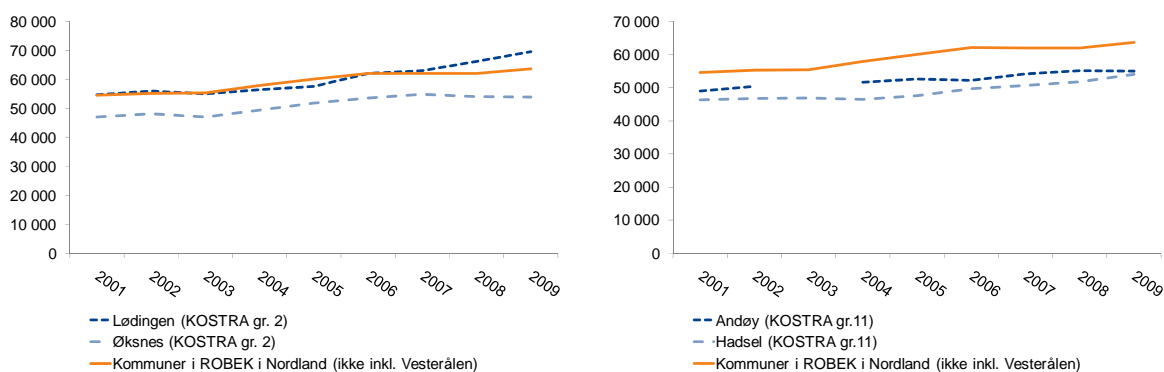 80 000
70 000
60 000
50 000
40 000
30 000
20 000
10 000
0
2001 2002 2003 2004 2005 2006 2007 2008 2009
Lødingen (KOSTRA gr. 2)
Øksnes (KOSTRA gr. 2)
Kommuner i ROBEK i Nordland (ikke inkl. Vesterålen)
70 000
60 000
50 000
40 000
30 000
20 000
10 000
0
2001 2002 2003 2004 2005 2006 2007 2008 2009
Andøy (KOSTRA gr.11)
Hadsel (KOSTRA gr.11)
Kommuner i ROBEK i Nordland (ikke inkl. Vesterålen)